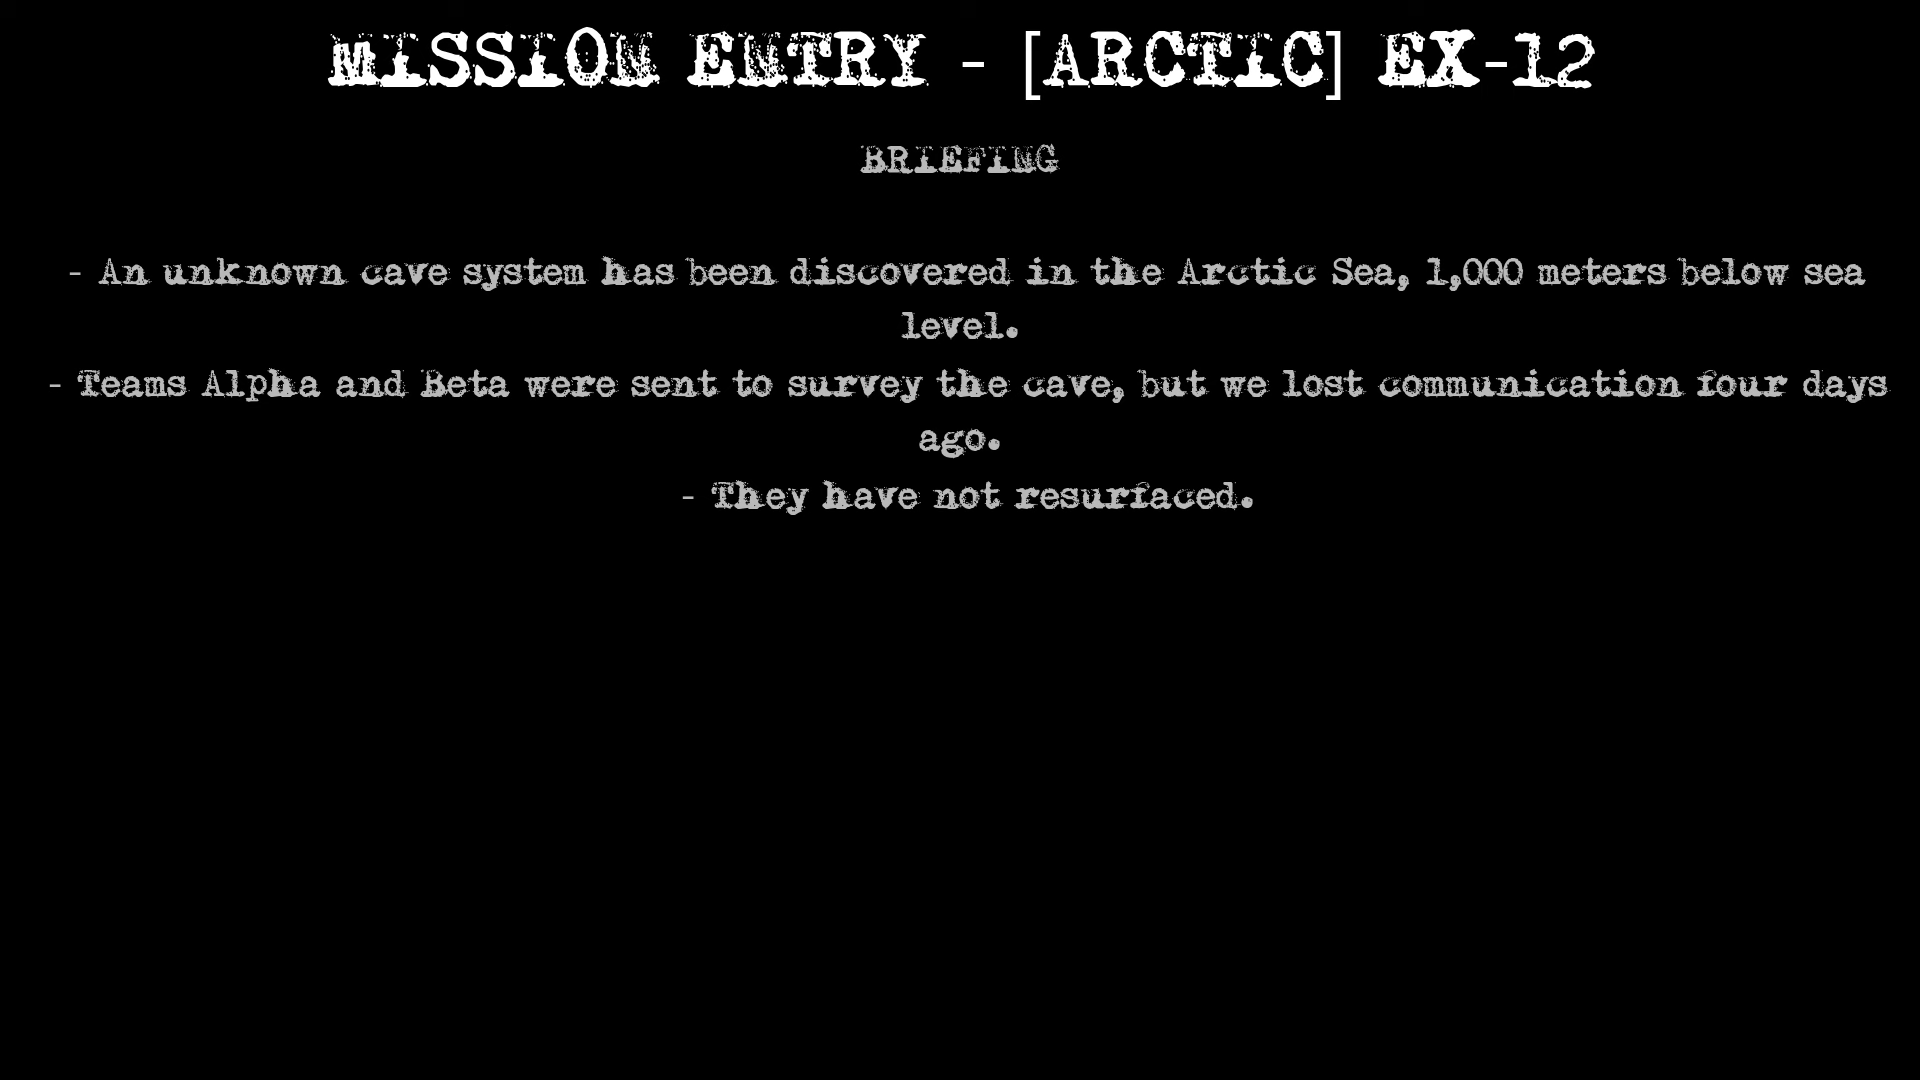 MISSION ENTRY - [ARCTIC] EX-12
BRIEFING
- An unknown cave system has been discovered in the Arctic Sea, 1,000 meters below sea
level.
- Teams Alpha and Beta were sent to survey the cave, but we lost communication four days
ago.
- They have not resurfaced.